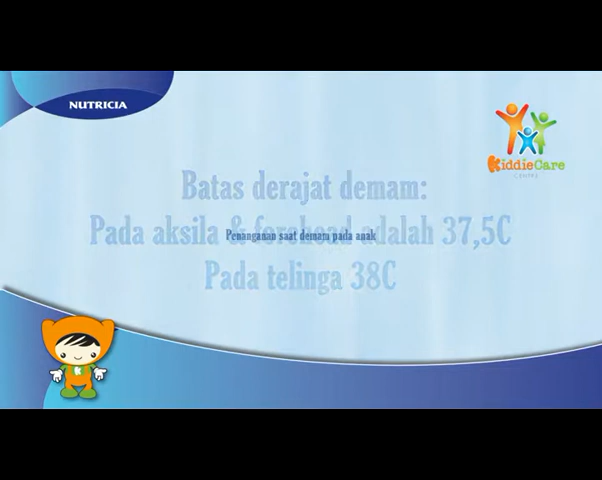 NUTRICIA
KiddieCare
Batas derajat demam:
Pada aksila & forehead adalah 37,5C
Penanganan saat demam pada anak
Pada telinga 38C